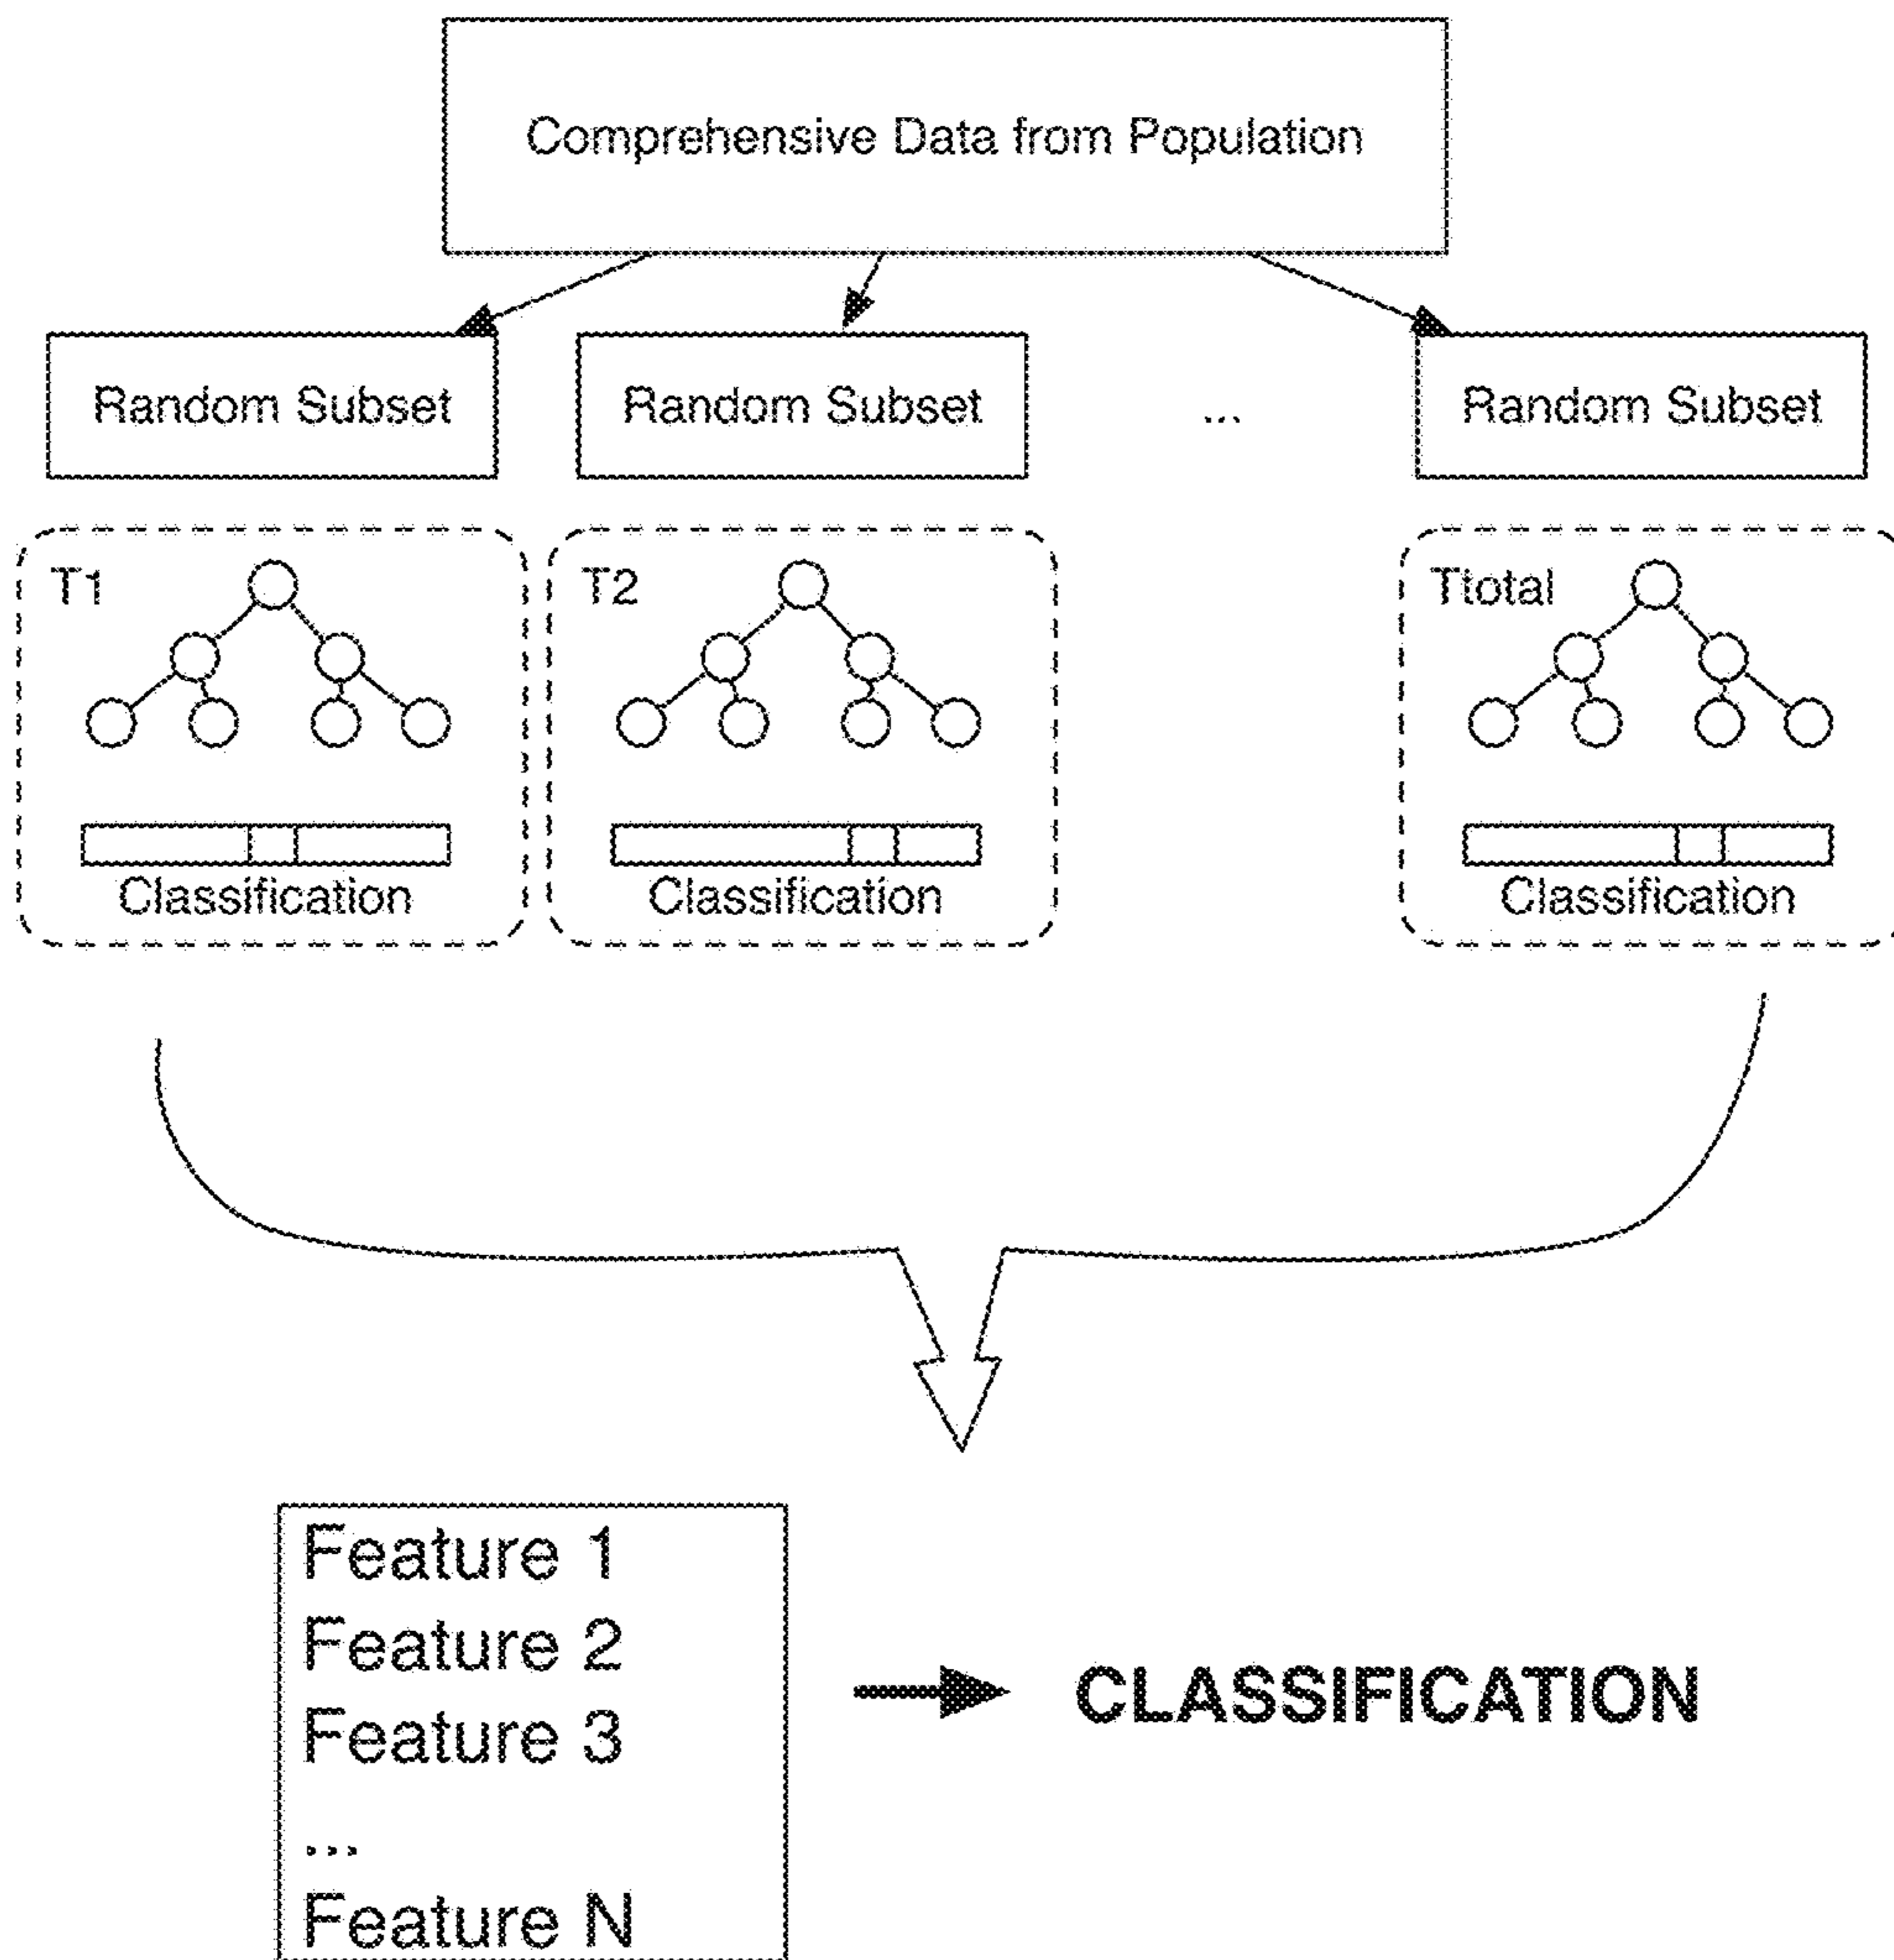 Comprehensive Data from Population
Random Subset Random Subset ... Random Subset
T1 T2 Ttotal
Classification Classification Classification
Feature 1
Feature 2
Feature 3
...
Feature N
CLASSIFICATION